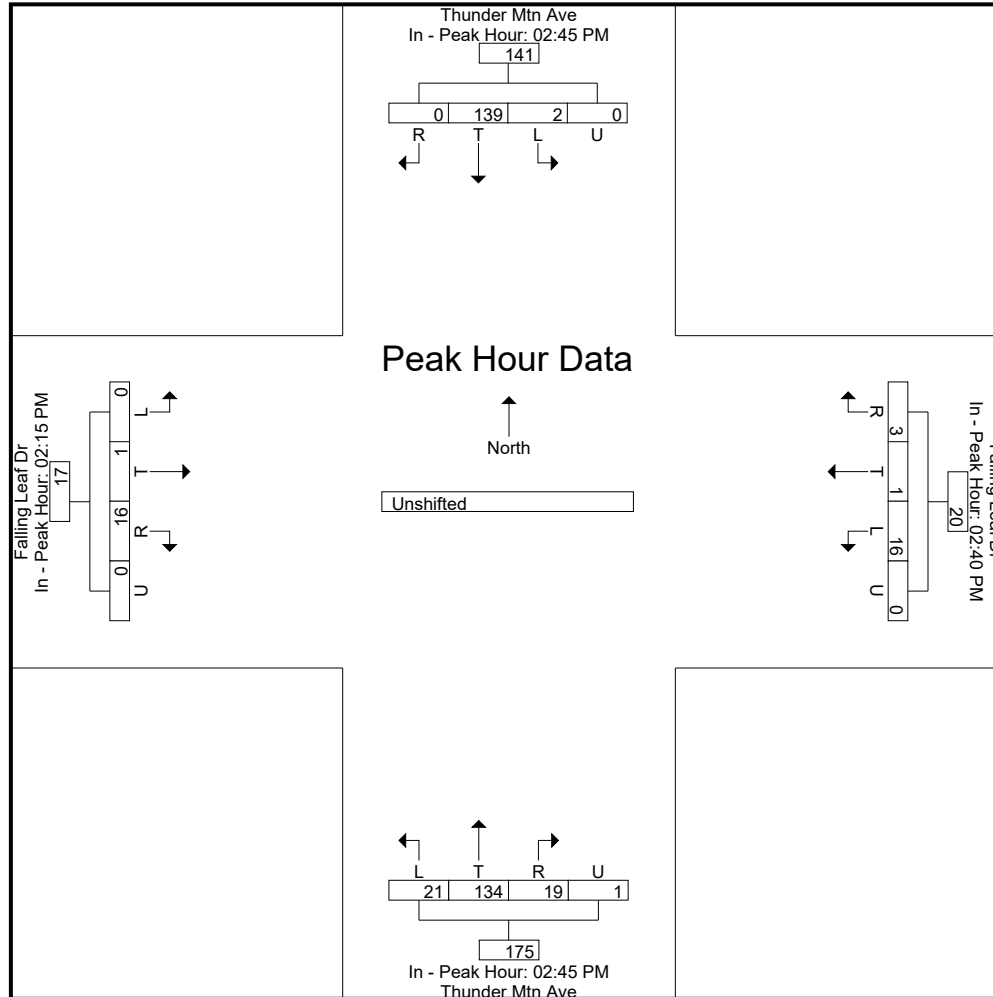 Thunder Mtn Ave
In - Peak Hour: 02:45 PM
141
0 139 2 0
R T L U
Peak Hour Data
North
Unshifted
Falling Leaf Dr
In - Peak Hour: 02:15 PM
17
0 1 16 0
L T R U
In - Peak Hour: 02:40 PM
20
3 1 16 0
R T L U
L T R U
21 134 19 1
175
In - Peak Hour: 02:45 PM
Thunder Mtn Ave